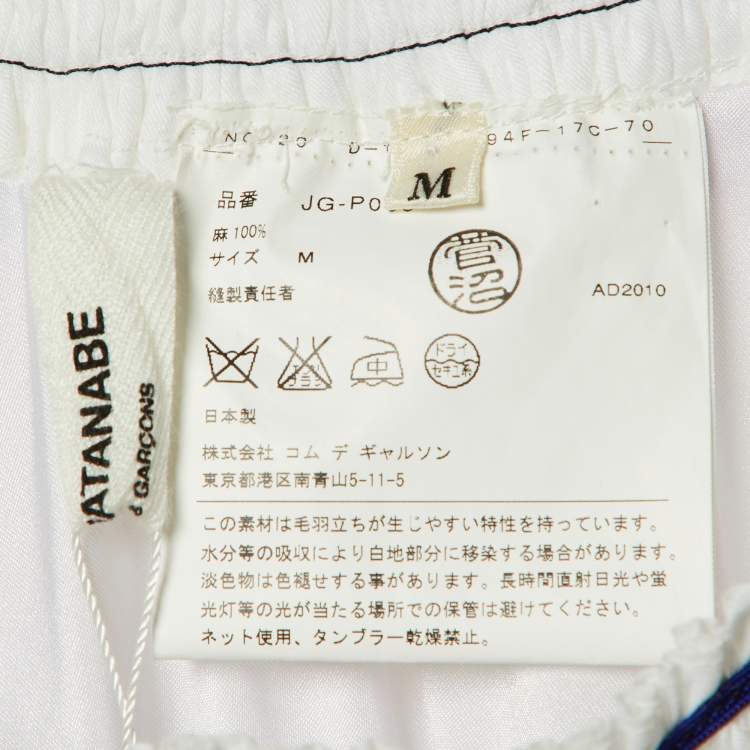 M
94F-17C-70
品番
麻 100%
サイズ M
縫製責任者
菅沼
AD2010
中
ドライ
セキユ系
日本製
株式会社 コム デ ギャルソン
東京都港区南青山5-11-5
この素材は毛羽立ちが生じやすい特性を持っています。
水分等の吸収により白地部分に移染する場合があります。
淡色物は色褪せする事があります。長時間直射日光や蛍
光灯等の光が当たる場所での保管は避けてください。
ネット使用、タンブラー乾燥禁止。
ATANABE
GARÇONS